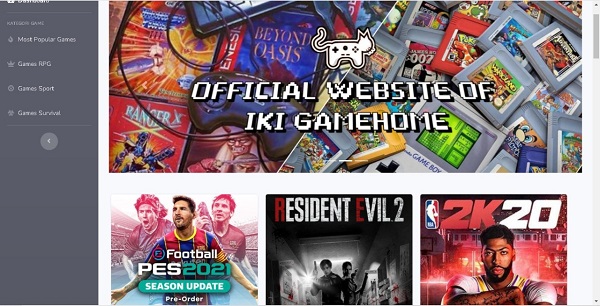 Dashboard
KATEGORI GAME
Most Popular Games
Games RPG
Games Sport
Games Survival
BEYOND
OASIS
007
RANGER X
GAME BOY
OFFICIAL WEBSITE OF
IKI GAMEHOME
eFootball
PES2021
SEASON UPDATE
Pre-Order
RESIDENT EVIL 2
NBA
2K20